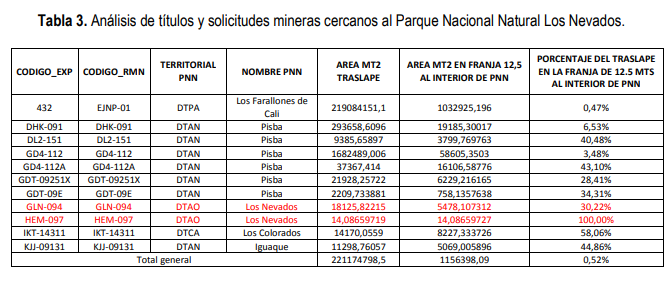 Tabla 3. Análisis de títulos y solicitudes mineras cercanos al Parque Nacional Natural Los Nevados.
CODIGO_EXP CODIGO_RMN TERRITORIAL PNN NOMBRE PNN AREA MT2 TRASLAPE AREA MT2 EN FRANJA 12,5 AL INTERIOR DE PNN PORCENTAJE DEL TRASLAPE EN LA FRANJA DE 12.5 MTS AL INTERIOR DE PNN
432 EJNP-01 DTPA Los Farallones de Cali 219084151,1 1032925,196 0,47%
DHK-091 DHK-091 DTAN Pisba 293658,6096 19185,30017 6,53%
DL2-151 DL2-151 DTAN Pisba 9385,65897 3799,769763 40,48%
GD4-112 GD4-112 DTAN Pisba 1682489,006 58605,3503 3,48%
GD4-112A GD4-112A DTAN Pisba 37367,414 16106,58776 43,10%
GDT-09251X GDT-09251X DTAN Pisba 21928,25722 6229,216165 28,41%
GDT-09E GDT-09E DTAN Pisba 2209,733881 758,1357638 34,31%
GLN-094 GLN-094 DTAO Los Nevados 18125,82215 5478,107312 30,22%
HEM-097 HEM-097 DTAO Los Nevados 14,08659719 14,08659727 100,00%
IKT-14311 IKT-14311 DTCA Los Colorados 14170,0559 8227,333726 58,06%
KJJ-09131 KJJ-09131 DTAN Iguaque 11298,76057 5069,005896 44,86%
Total general 221174798,5 1156398,09 0,52%